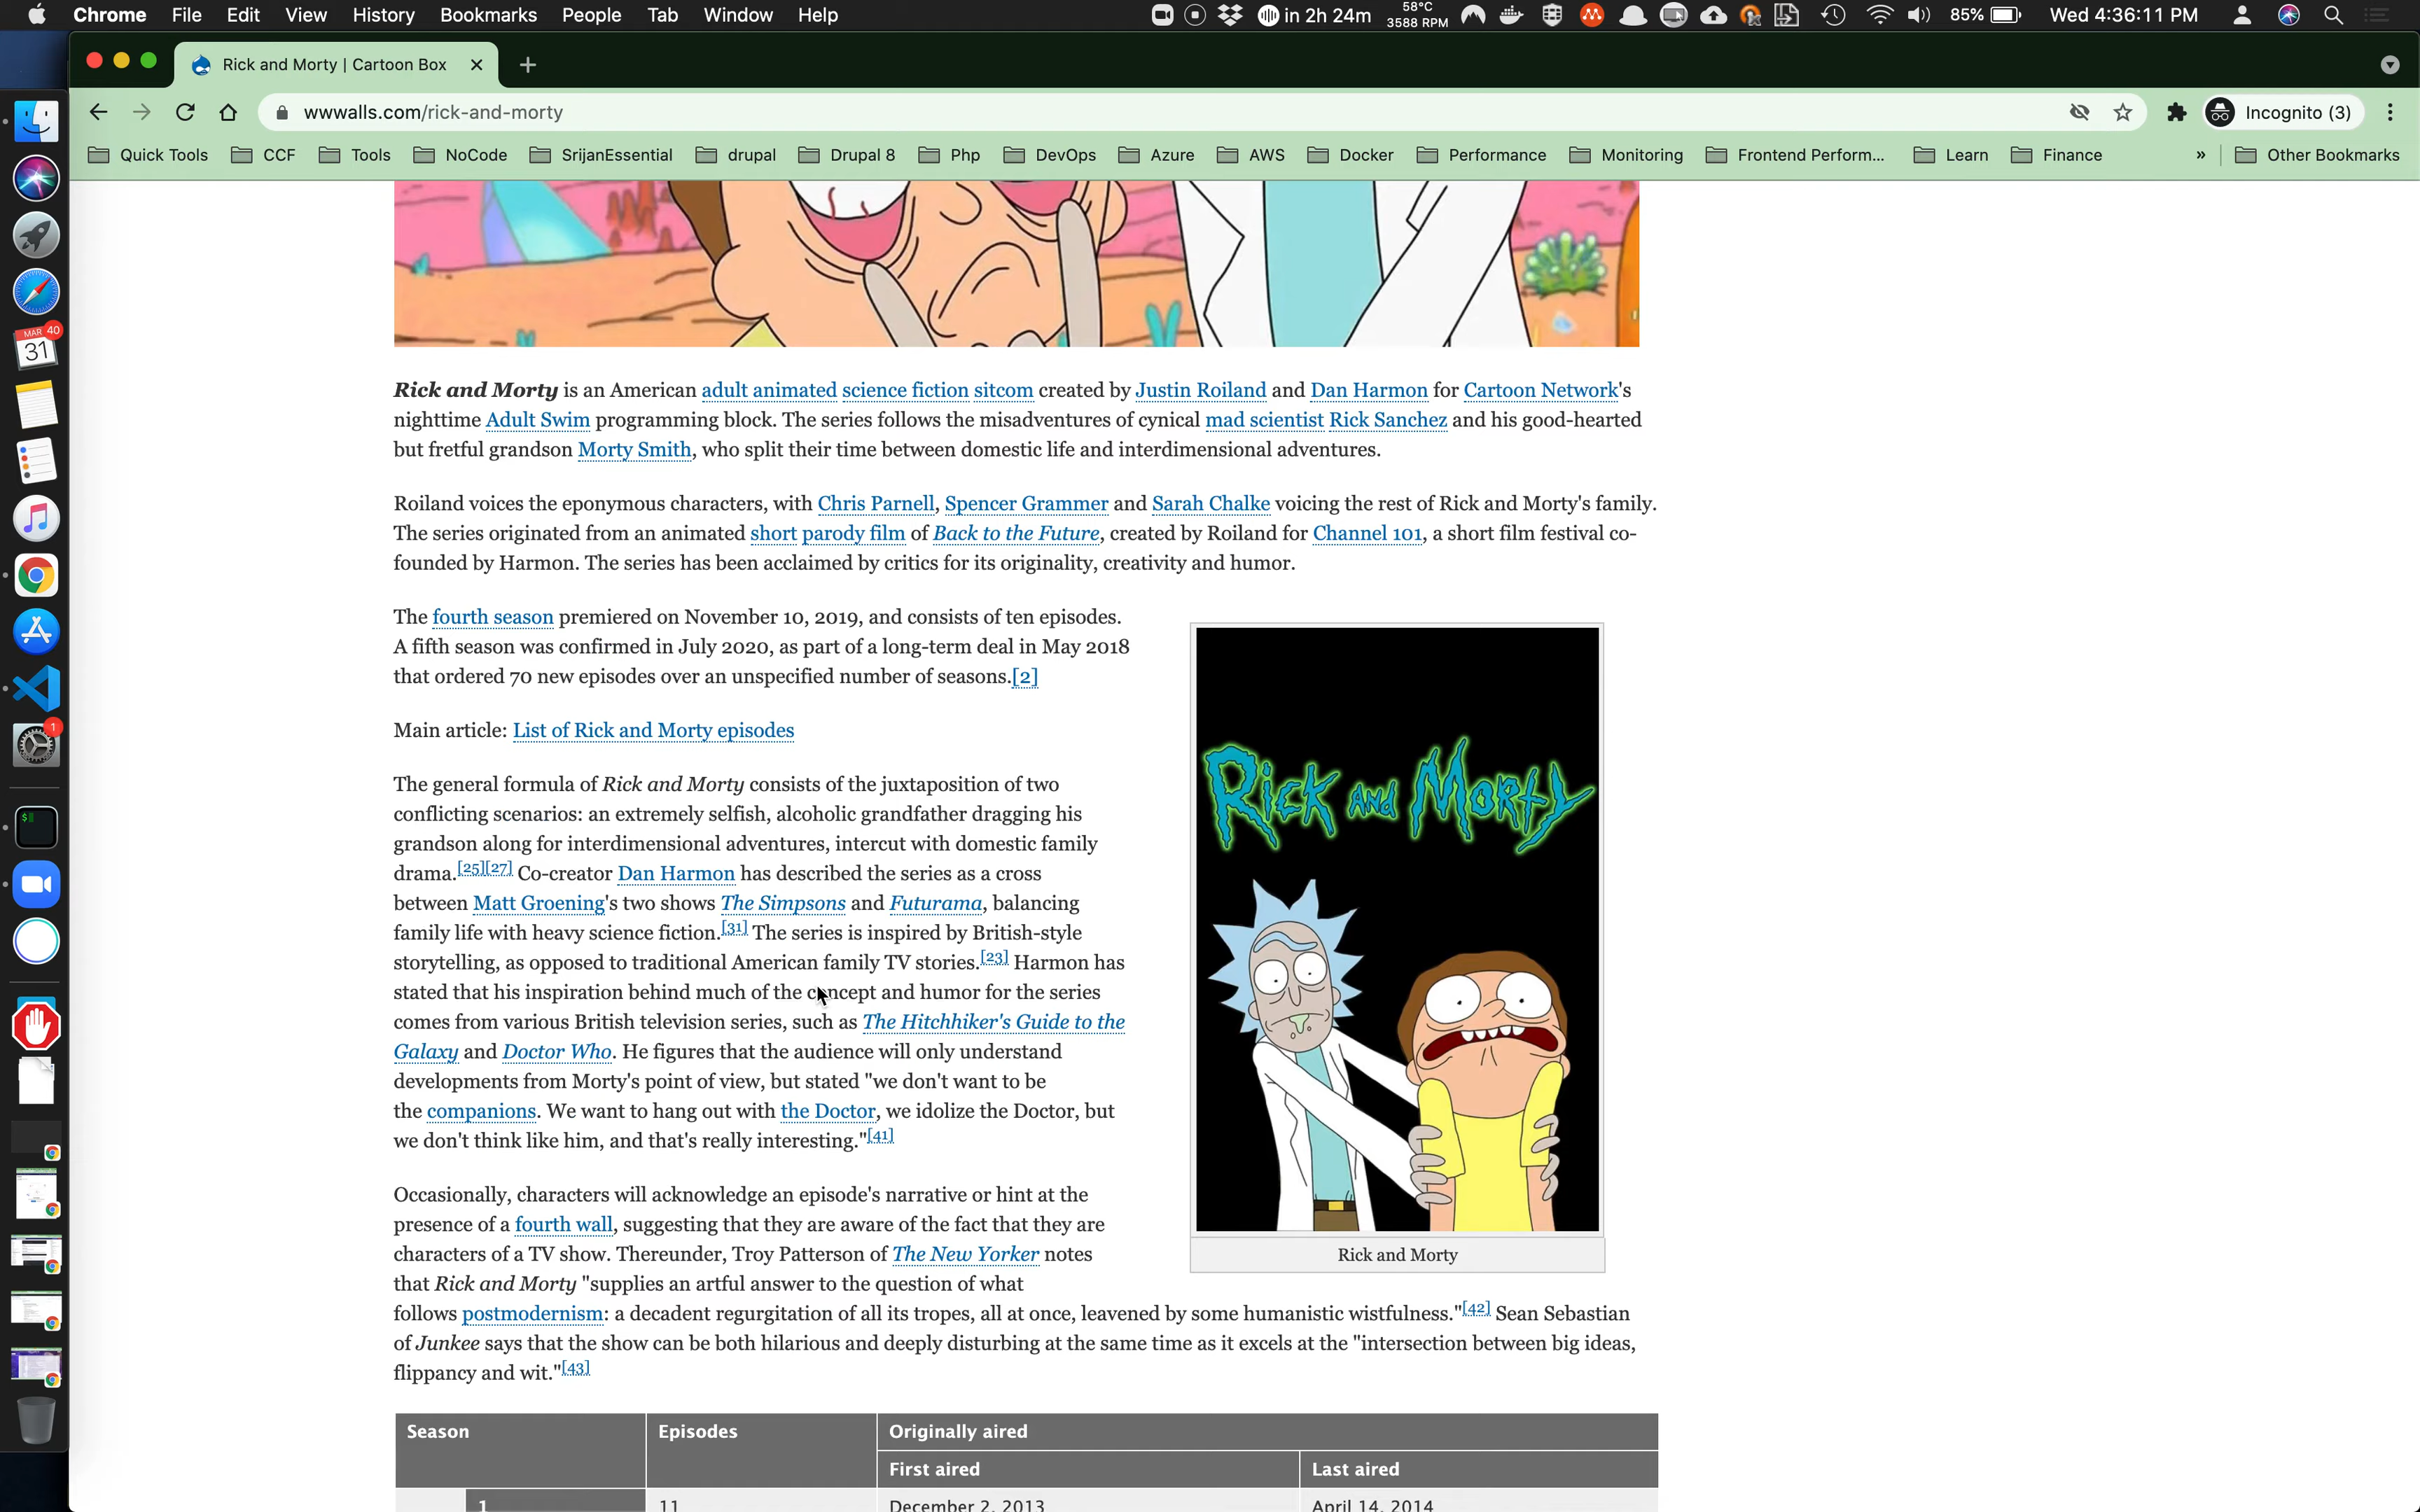 Chrome File Edit View History Bookmarks People Tab Window Help in 2h 24m 58°C 3588 RPM 85% Wed 4:36:11 PM
Rick and Morty | Cartoon Box
wwwalls.com/rick-and-morty Incognito (3)
Quick Tools CCF Tools NoCode SrijanEssential drupal Drupal 8 Php DevOps Azure AWS Docker Performance Monitoring Frontend Perform... Learn Finance » Other Bookmarks
MAR 40
31
1
Rick and Morty is an American adult animated science fiction sitcom created by Justin Roiland and Dan Harmon for Cartoon Network's
nighttime Adult Swim programming block. The series follows the misadventures of cynical mad scientist Rick Sanchez and his good-hearted
but fretful grandson Morty Smith, who split their time between domestic life and interdimensional adventures.
Roiland voices the eponymous characters, with Chris Parnell, Spencer Grammer and Sarah Chalke voicing the rest of Rick and Morty's family.
The series originated from an animated short parody film of Back to the Future, created by Roiland for Channel 101, a short film festival co-
founded by Harmon. The series has been acclaimed by critics for its originality, creativity and humor.
The fourth season premiered on November 10, 2019, and consists of ten episodes.
A fifth season was confirmed in July 2020, as part of a long-term deal in May 2018
that ordered 70 new episodes over an unspecified number of seasons.[2]
Main article: List of Rick and Morty episodes
The general formula of Rick and Morty consists of the juxtaposition of two
conflicting scenarios: an extremely selfish, alcoholic grandfather dragging his
grandson along for interdimensional adventures, intercut with domestic family
drama.[25][27] Co-creator Dan Harmon has described the series as a cross
between Matt Groening's two shows The Simpsons and Futurama, balancing
family life with heavy science fiction.[31] The series is inspired by British-style
storytelling, as opposed to traditional American family TV stories.[23] Harmon has
stated that his inspiration behind much of the concept and humor for the series
comes from various British television series, such as The Hitchhiker's Guide to the
Galaxy and Doctor Who. He figures that the audience will only understand
developments from Morty's point of view, but stated "we don't want to be
the companions. We want to hang out with the Doctor, we idolize the Doctor, but
we don't think like him, and that's really interesting."[41]
Rick and Morty
Rick and Morty
Occasionally, characters will acknowledge an episode's narrative or hint at the
presence of a fourth wall, suggesting that they are aware of the fact that they are
characters of a TV show. Thereunder, Troy Patterson of The New Yorker notes
that Rick and Morty "supplies an artful answer to the question of what
follows postmodernism: a decadent regurgitation of all its tropes, all at once, leavened by some humanistic wistfulness."[42] Sean Sebastian
of Junkee says that the show can be both hilarious and deeply disturbing at the same time as it excels at the "intersection between big ideas,
flippancy and wit."[43]
Season Episodes Originally aired
First aired Last aired
1 11 December 2, 2013 April 14, 2014